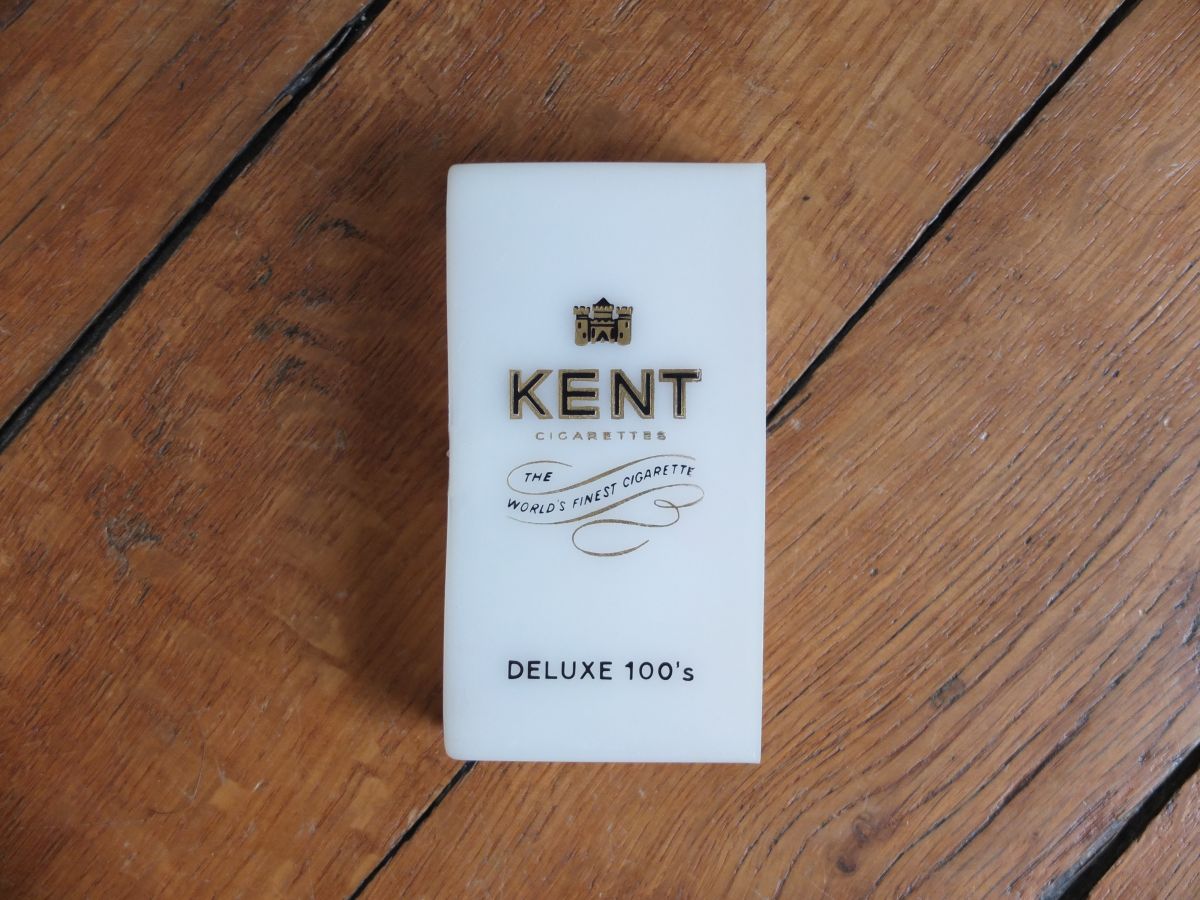 KENT
CIGARETTES
THE
WORLD'S FINEST CIGARETTE
DELUXE 100's